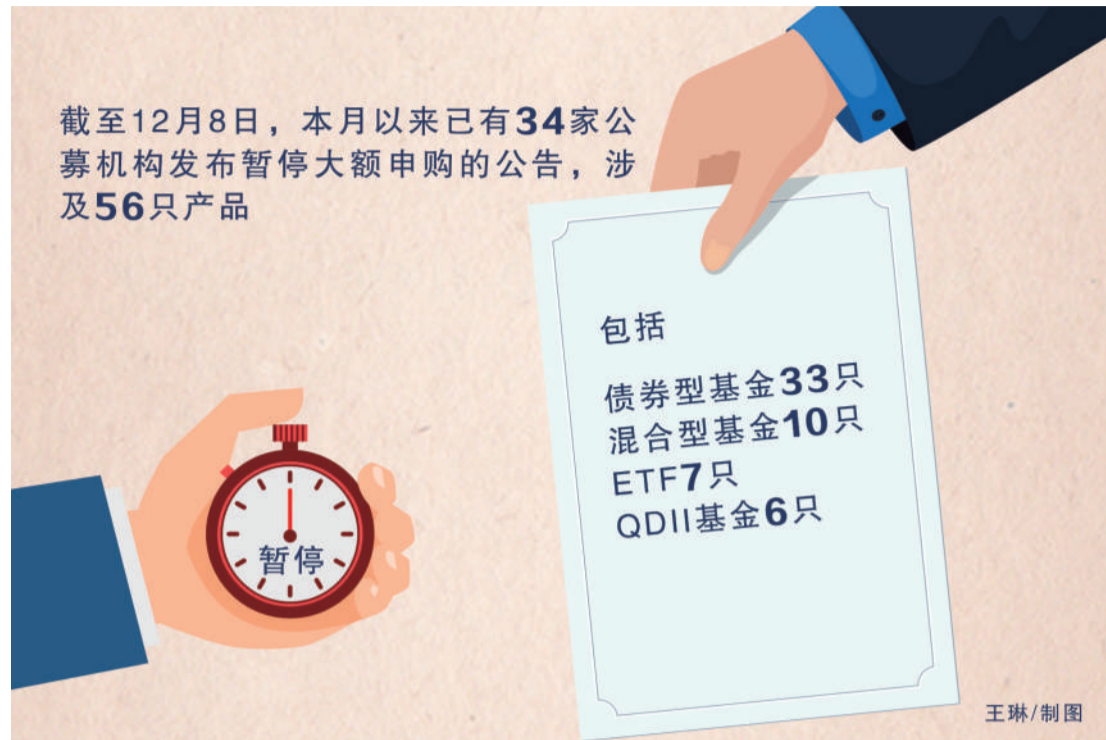 截至12月8日，本月以来已有34家公
募机构发布暂停大额申购的公告，涉
及56只产品
包括
债券型基金33只
混合型基金10只
ETF7只
QDII基金6只
暂停
王琳/制图